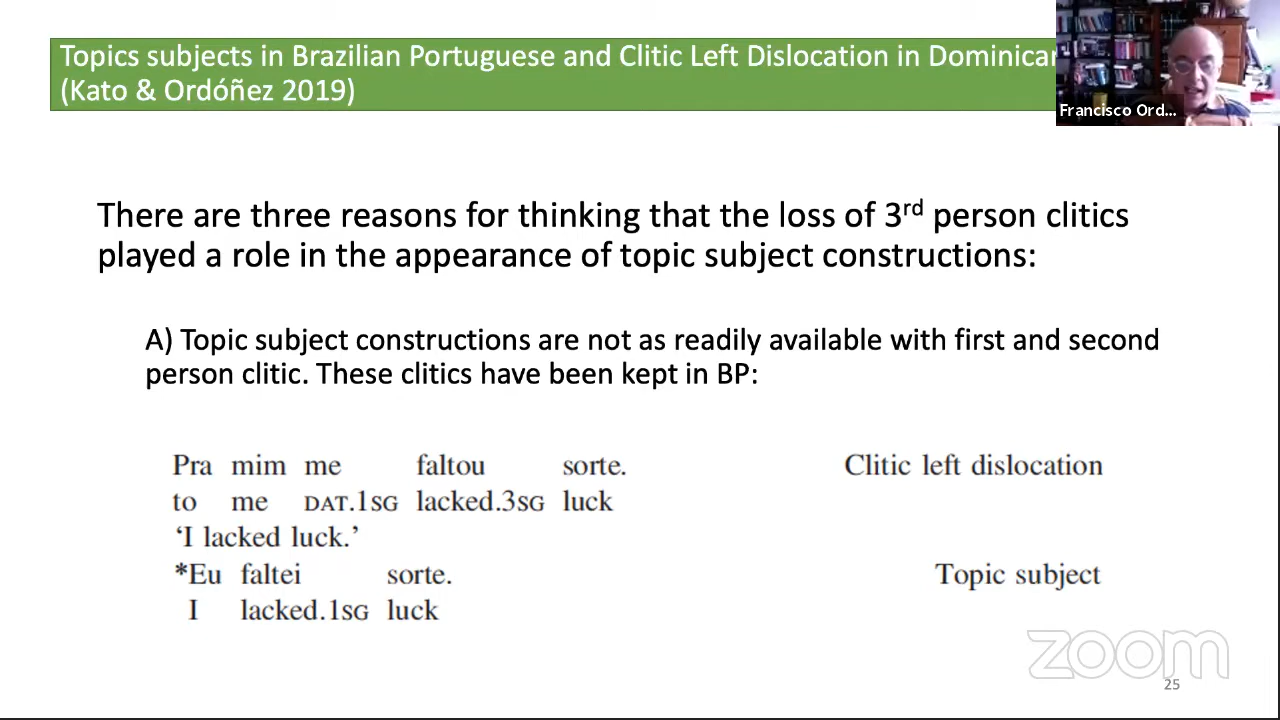 Topics subjects in Brazilian Portuguese and Clitic Left Dislocation in Dominican
(Kato & Ordóñez 2019)
Francisco Ord...
There are three reasons for thinking that the loss of 3rd person clitics
played a role in the appearance of topic subject constructions:
A) Topic subject constructions are not as readily available with first and second
person clitic. These clitics have been kept in BP:
Pra mim me faltou sorte. Clitic left dislocation
to me DAT.1SG lacked.3SG luck
‘I lacked luck.’
*Eu faltei sorte. Topic subject
I lacked.1SG luck
zoom
25